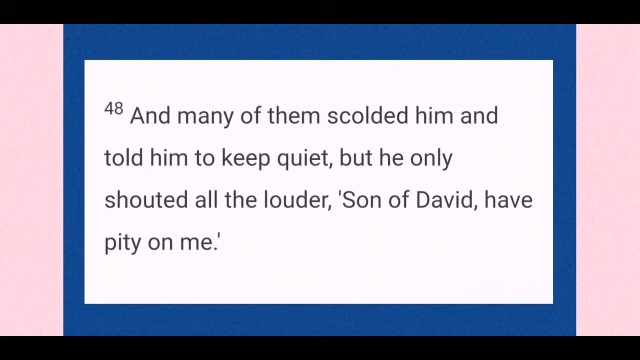 48 And many of them scolded him and
told him to keep quiet, but he only
shouted all the louder, 'Son of David, have
pity on me.'